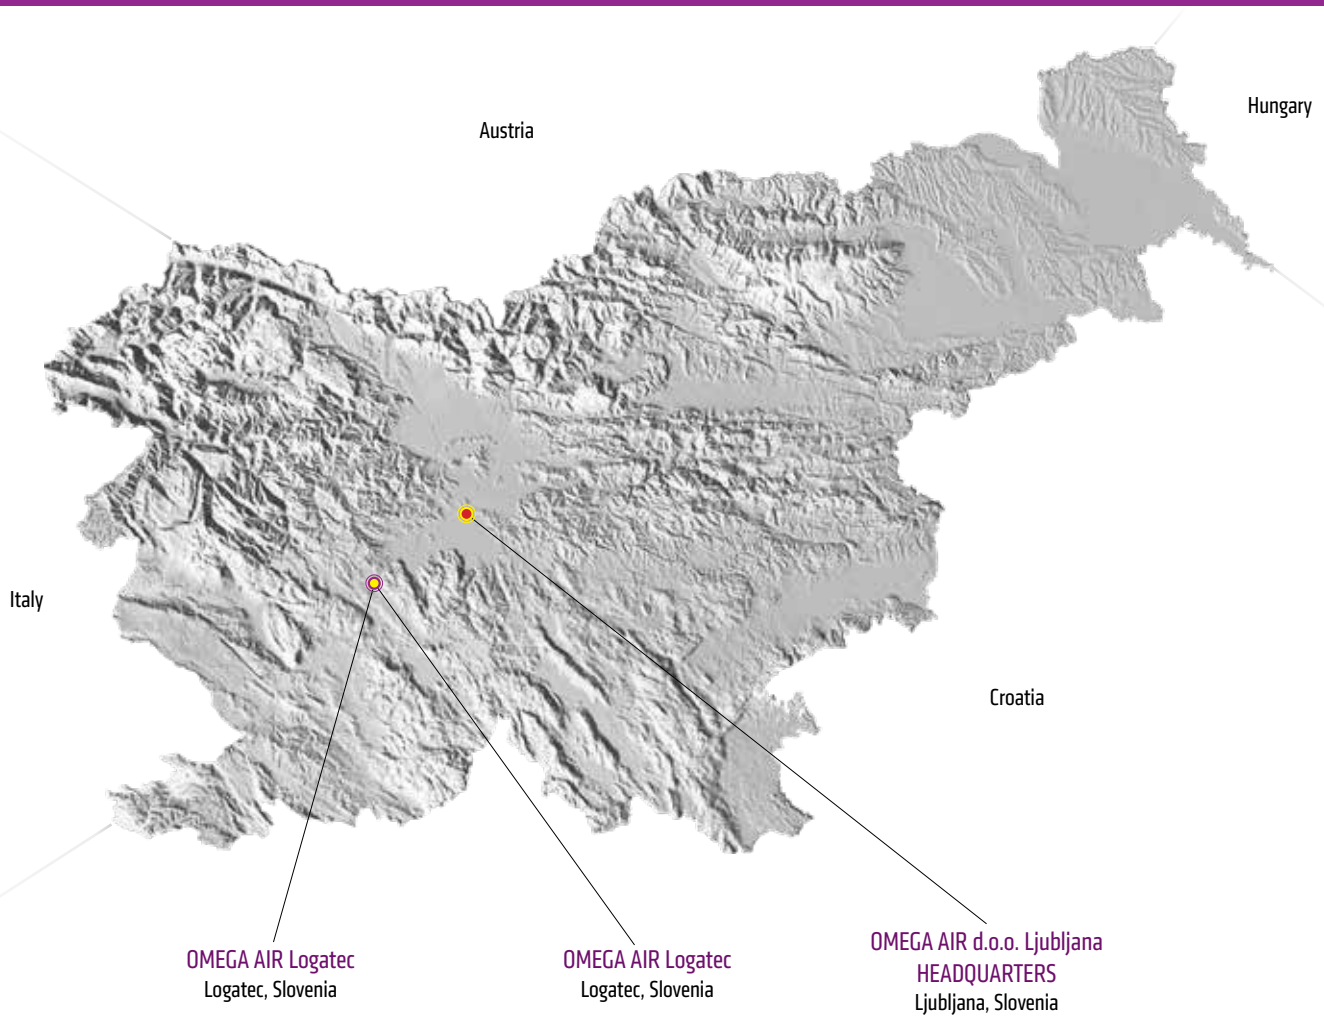 Hungary
Austria
Italy
Croatia
OMEGA AIR Logatec
Logatec, Slovenia
OMEGA AIR Logatec
Logatec, Slovenia
OMEGA AIR d.o.o. Ljubljana
HEADQUARTERS
Ljubljana, Slovenia